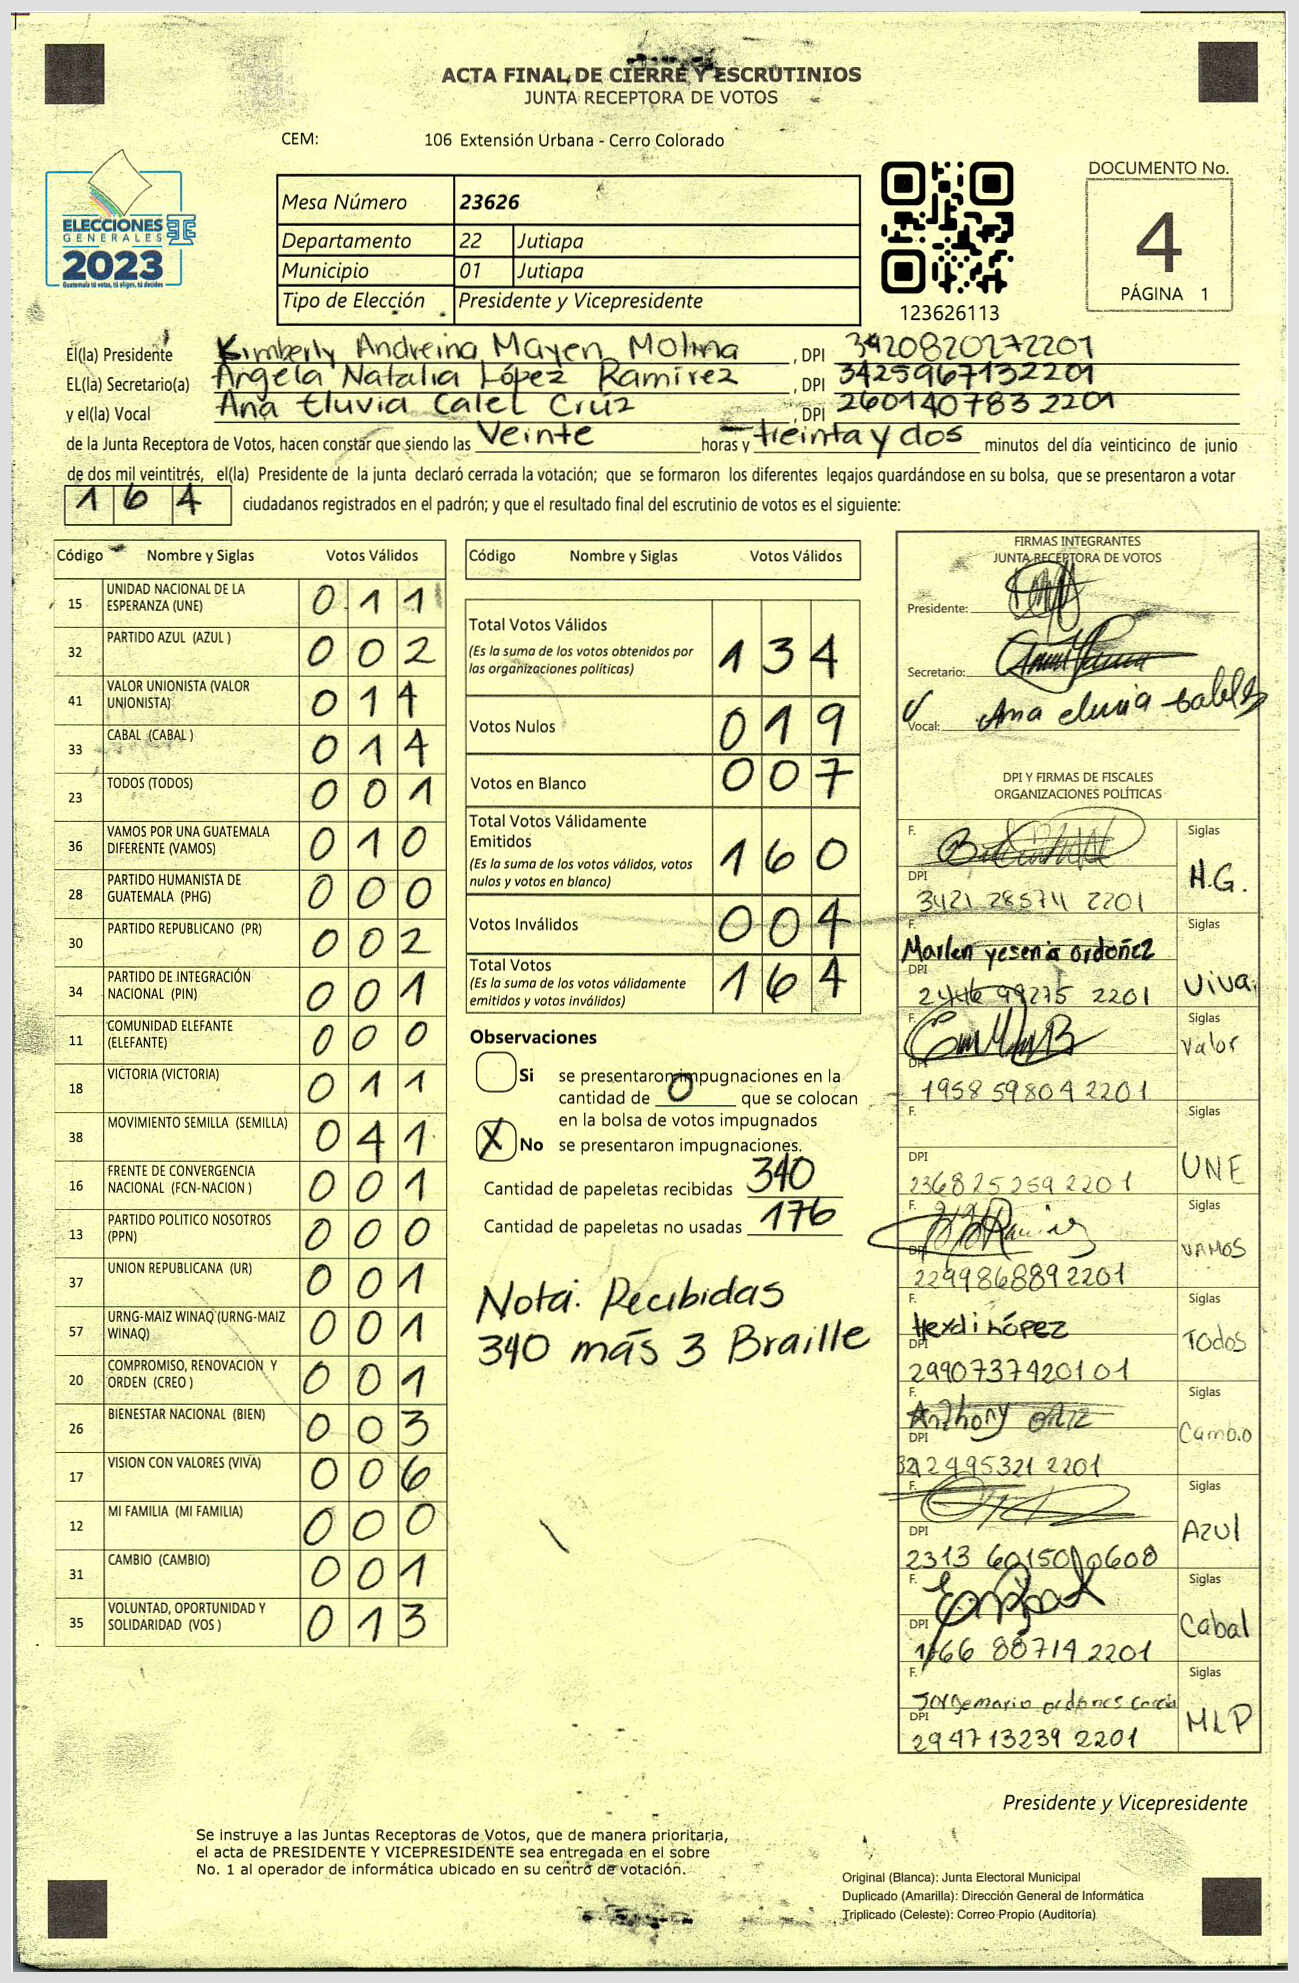 ACTA FINAL DE CIERRE Y ESCRUTINIOS
JUNTA RECEPTORA DE VOTOS
CEM: 106 Extensión Urbana - Cerro Colorado
ELECCIONES
GENERALES
2023
Guatemala tú votas, tú eliges, tú decides
Mesa Número 23626
Departamento 22 Jutiapa
Municipio 01 Jutiapa
Tipo de Elección Presidente y Vicepresidente
123626113
DOCUMENTO No.
4
PÁGINA 1
El(la) Presidente Kimberly Andreina Mayen Molina, DPI 3420820272201
EL(la) Secretario(a) Angela Natalia López Ramírez, DPI 3425967132201
y el(la) Vocal Ana Eluvia Calel Cruz, DPI 260140783 2201
de la Junta Receptora de Votos, hacen constar que siendo las Veinte horas y treinta y dos minutos del día veinticinco de junio
de dos mil veintitrés, el(la) Presidente de la junta declaró cerrada la votación; que se formaron los diferentes legajos guardándose en su bolsa, que se presentaron a votar
164 ciudadanos registrados en el padrón; y que el resultado final del escrutinio de votos es el siguiente:
Código Nombre y Siglas Votos Válidos
15 UNIDAD NACIONAL DE LA ESPERANZA (UNE) 0 1 1
32 PARTIDO AZUL (AZUL ) 0 0 2
41 VALOR UNIONISTA (VALOR UNIONISTA) 0 1 4
33 CABAL (CABAL ) 0 1 4
23 TODOS (TODOS) 0 0 1
36 VAMOS POR UNA GUATEMALA DIFERENTE (VAMOS) 0 1 0
28 PARTIDO HUMANISTA DE GUATEMALA (PHG) 0 0 0
30 PARTIDO REPUBLICANO (PR) 0 0 2
34 PARTIDO DE INTEGRACIÓN NACIONAL (PIN) 0 0 1
11 COMUNIDAD ELEFANTE (ELEFANTE) 0 0 0
18 VICTORIA (VICTORIA) 0 1 1
38 MOVIMIENTO SEMILLA (SEMILLA) 0 4 1
16 FRENTE DE CONVERGENCIA NACIONAL (FCN-NACION ) 0 0 1
13 PARTIDO POLITICO NOSOTROS (PPN) 0 0 0
37 UNION REPUBLICANA (UR) 0 0 1
57 URNG-MAIZ WINAQ (URNG-MAIZ WINAQ) 0 0 1
20 COMPROMISO, RENOVACION Y ORDEN (CREO ) 0 0 1
26 BIENESTAR NACIONAL (BIEN) 0 0 3
17 VISION CON VALORES (VIVA) 0 0 6
12 MI FAMILIA (MI FAMILIA) 0 0 0
31 CAMBIO (CAMBIO) 0 0 1
35 VOLUNTAD, OPORTUNIDAD Y SOLIDARIDAD (VOS ) 0 1 3
Código Nombre y Siglas Votos Válidos
Total Votos Válidos 1 3 4
(Es la suma de los votos obtenidos por
las organizaciones políticas)
Votos Nulos 0 1 9
Votos en Blanco 0 0 7
Total Votos Válidamente
Emitidos 1 6 0
(Es la suma de los votos válidos, votos
nulos y votos en blanco)
Votos Inválidos 0 0 4
Total Votos 1 6 4
(Es la suma de los votos válidamente
emitidos y votos inválidos)
Observaciones
Si se presentaron impugnaciones en la
cantidad de 0 que se colocan
en la bolsa de votos impugnados
X No se presentaron impugnaciones.
Cantidad de papeletas recibidas 340
Cantidad de papeletas no usadas 176
Nota: Recibidas
340 más 3 Braille
FIRMAS INTEGRANTES
JUNTA RECEPTORA DE VOTOS
Presidente:
Secretario:
Vocal: Ana eluvia
DPI Y FIRMAS DE FISCALES
ORGANIZACIONES POLÍTICAS
F. Siglas
DPI H.G.
3421 28574 2201
F. Siglas
Marlen yesenia ordoñez
DPI Viva.
2446 99275 2201
F. Siglas
DPI Valor
1958 59804 2201
F. Siglas
DPI UNE
236825259 2201
F. Siglas
DPI VAMOS
2299868892201
F. Siglas
Heydi López
DPI TOdos
2990737420101
F. Siglas
Anthony ortiz
DPI Cambio
3212495321 2201
F. Siglas
DPI AZUl
2313 601500608
F. Siglas
DPI Cabal
1666 88714 2201
F. Siglas
Jorgemario ordones Garcia
DPI MLP
294713239 2201
Presidente y Vicepresidente
Se instruye a las Juntas Receptoras de Votos, que de manera prioritaria,
el acta de PRESIDENTE Y VICEPRESIDENTE sea entregada en el sobre
No. 1 al operador de informática ubicado en su centro de votación.
Original (Blanca): Junta Electoral Municipal
Duplicado (Amarilla): Dirección General de Informática
Triplicado (Celeste): Correo Propio (Auditoría)